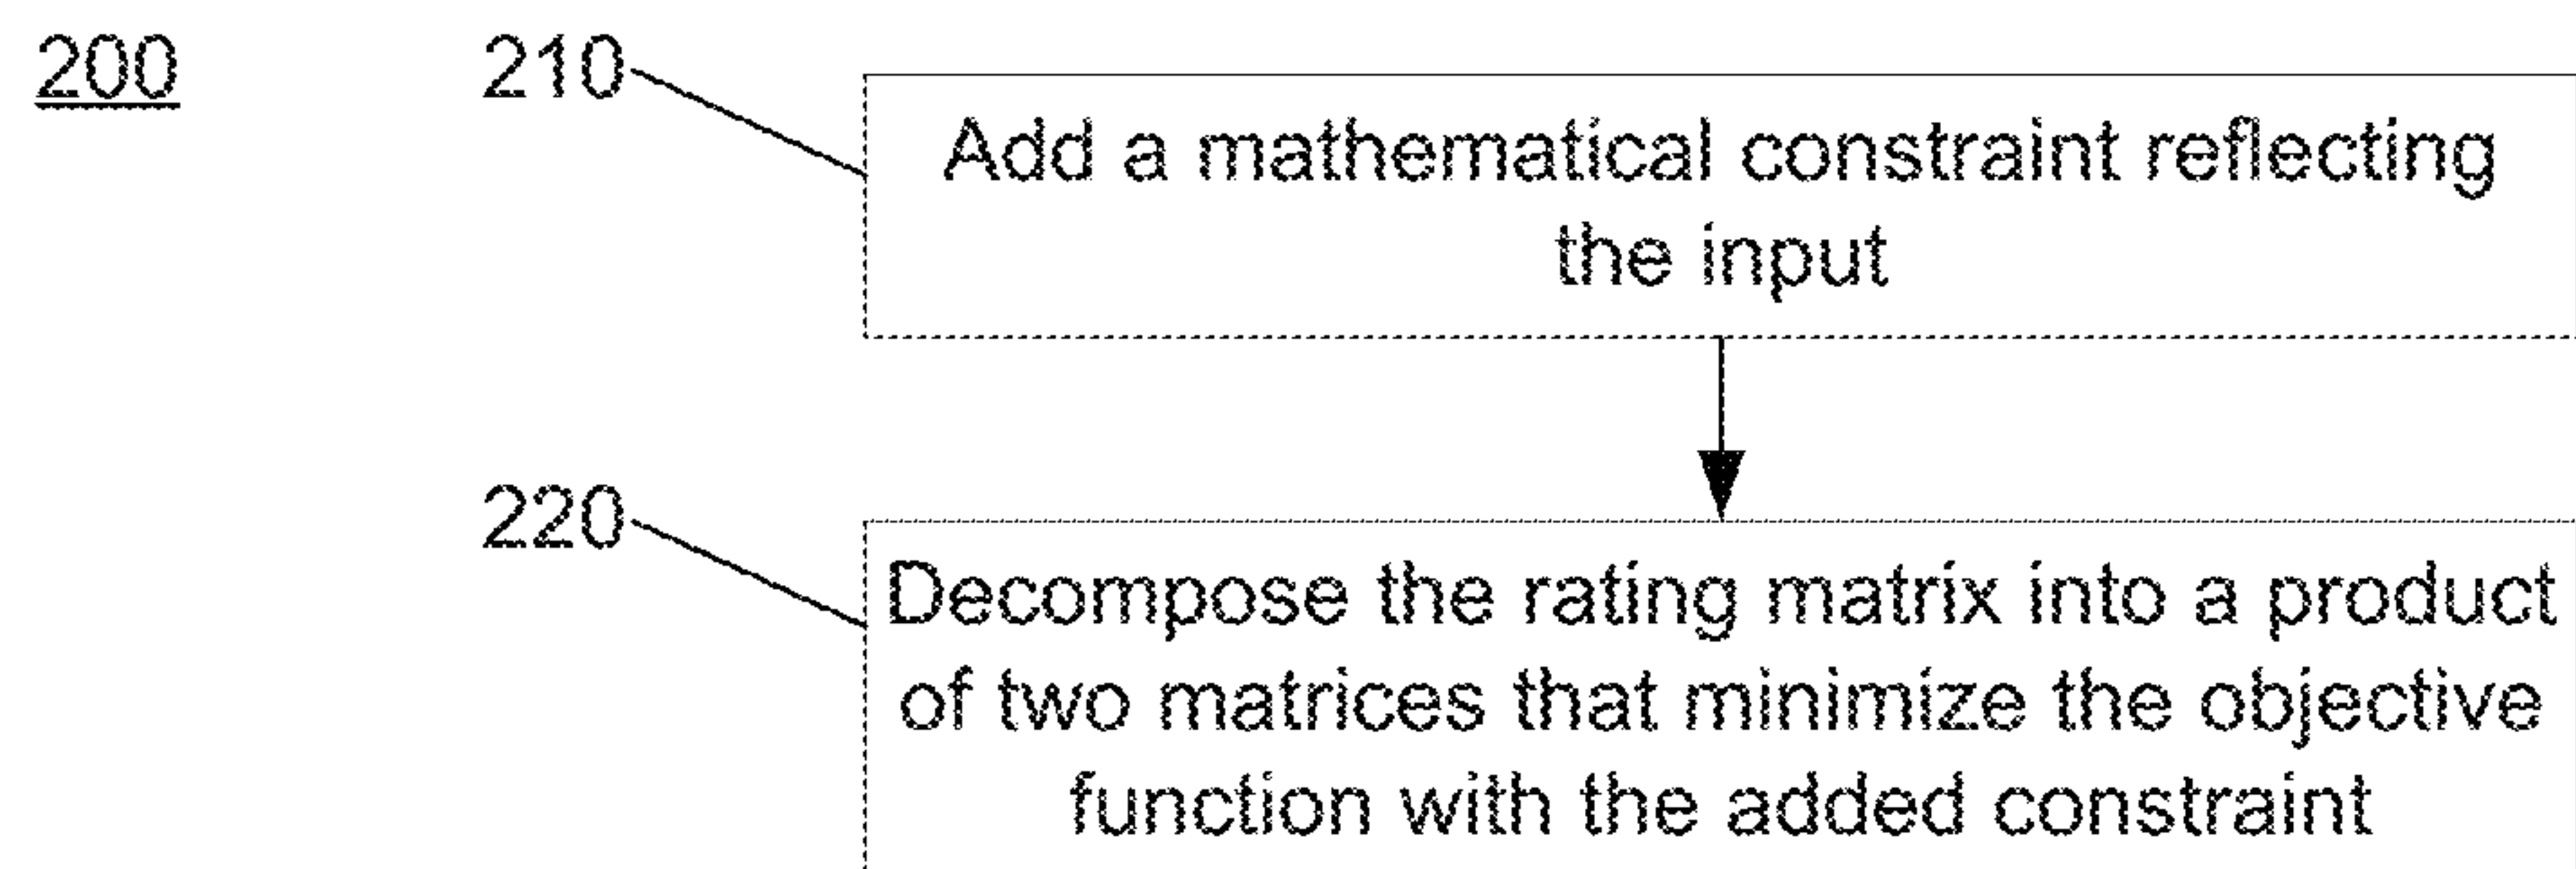 200
210
Add a mathematical constraint reflecting
the input
220
Decompose the rating matrix into a product
of two matrices that minimize the objective
function with the added constraint